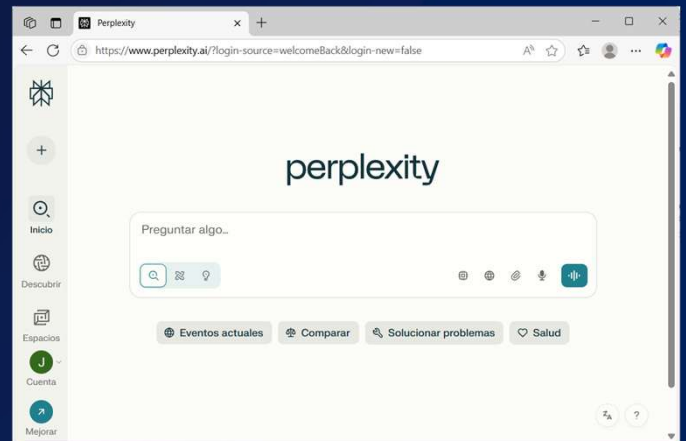 Perplexity
https://www.perplexity.ai/?login-source=welcomeBack&login-new=false
perplexity
Preguntar algo...
Inicio
Descubrir
Espacios
J
Cuenta
Mejorar
Eventos actuales
Comparar
Solucionar problemas
Salud
?